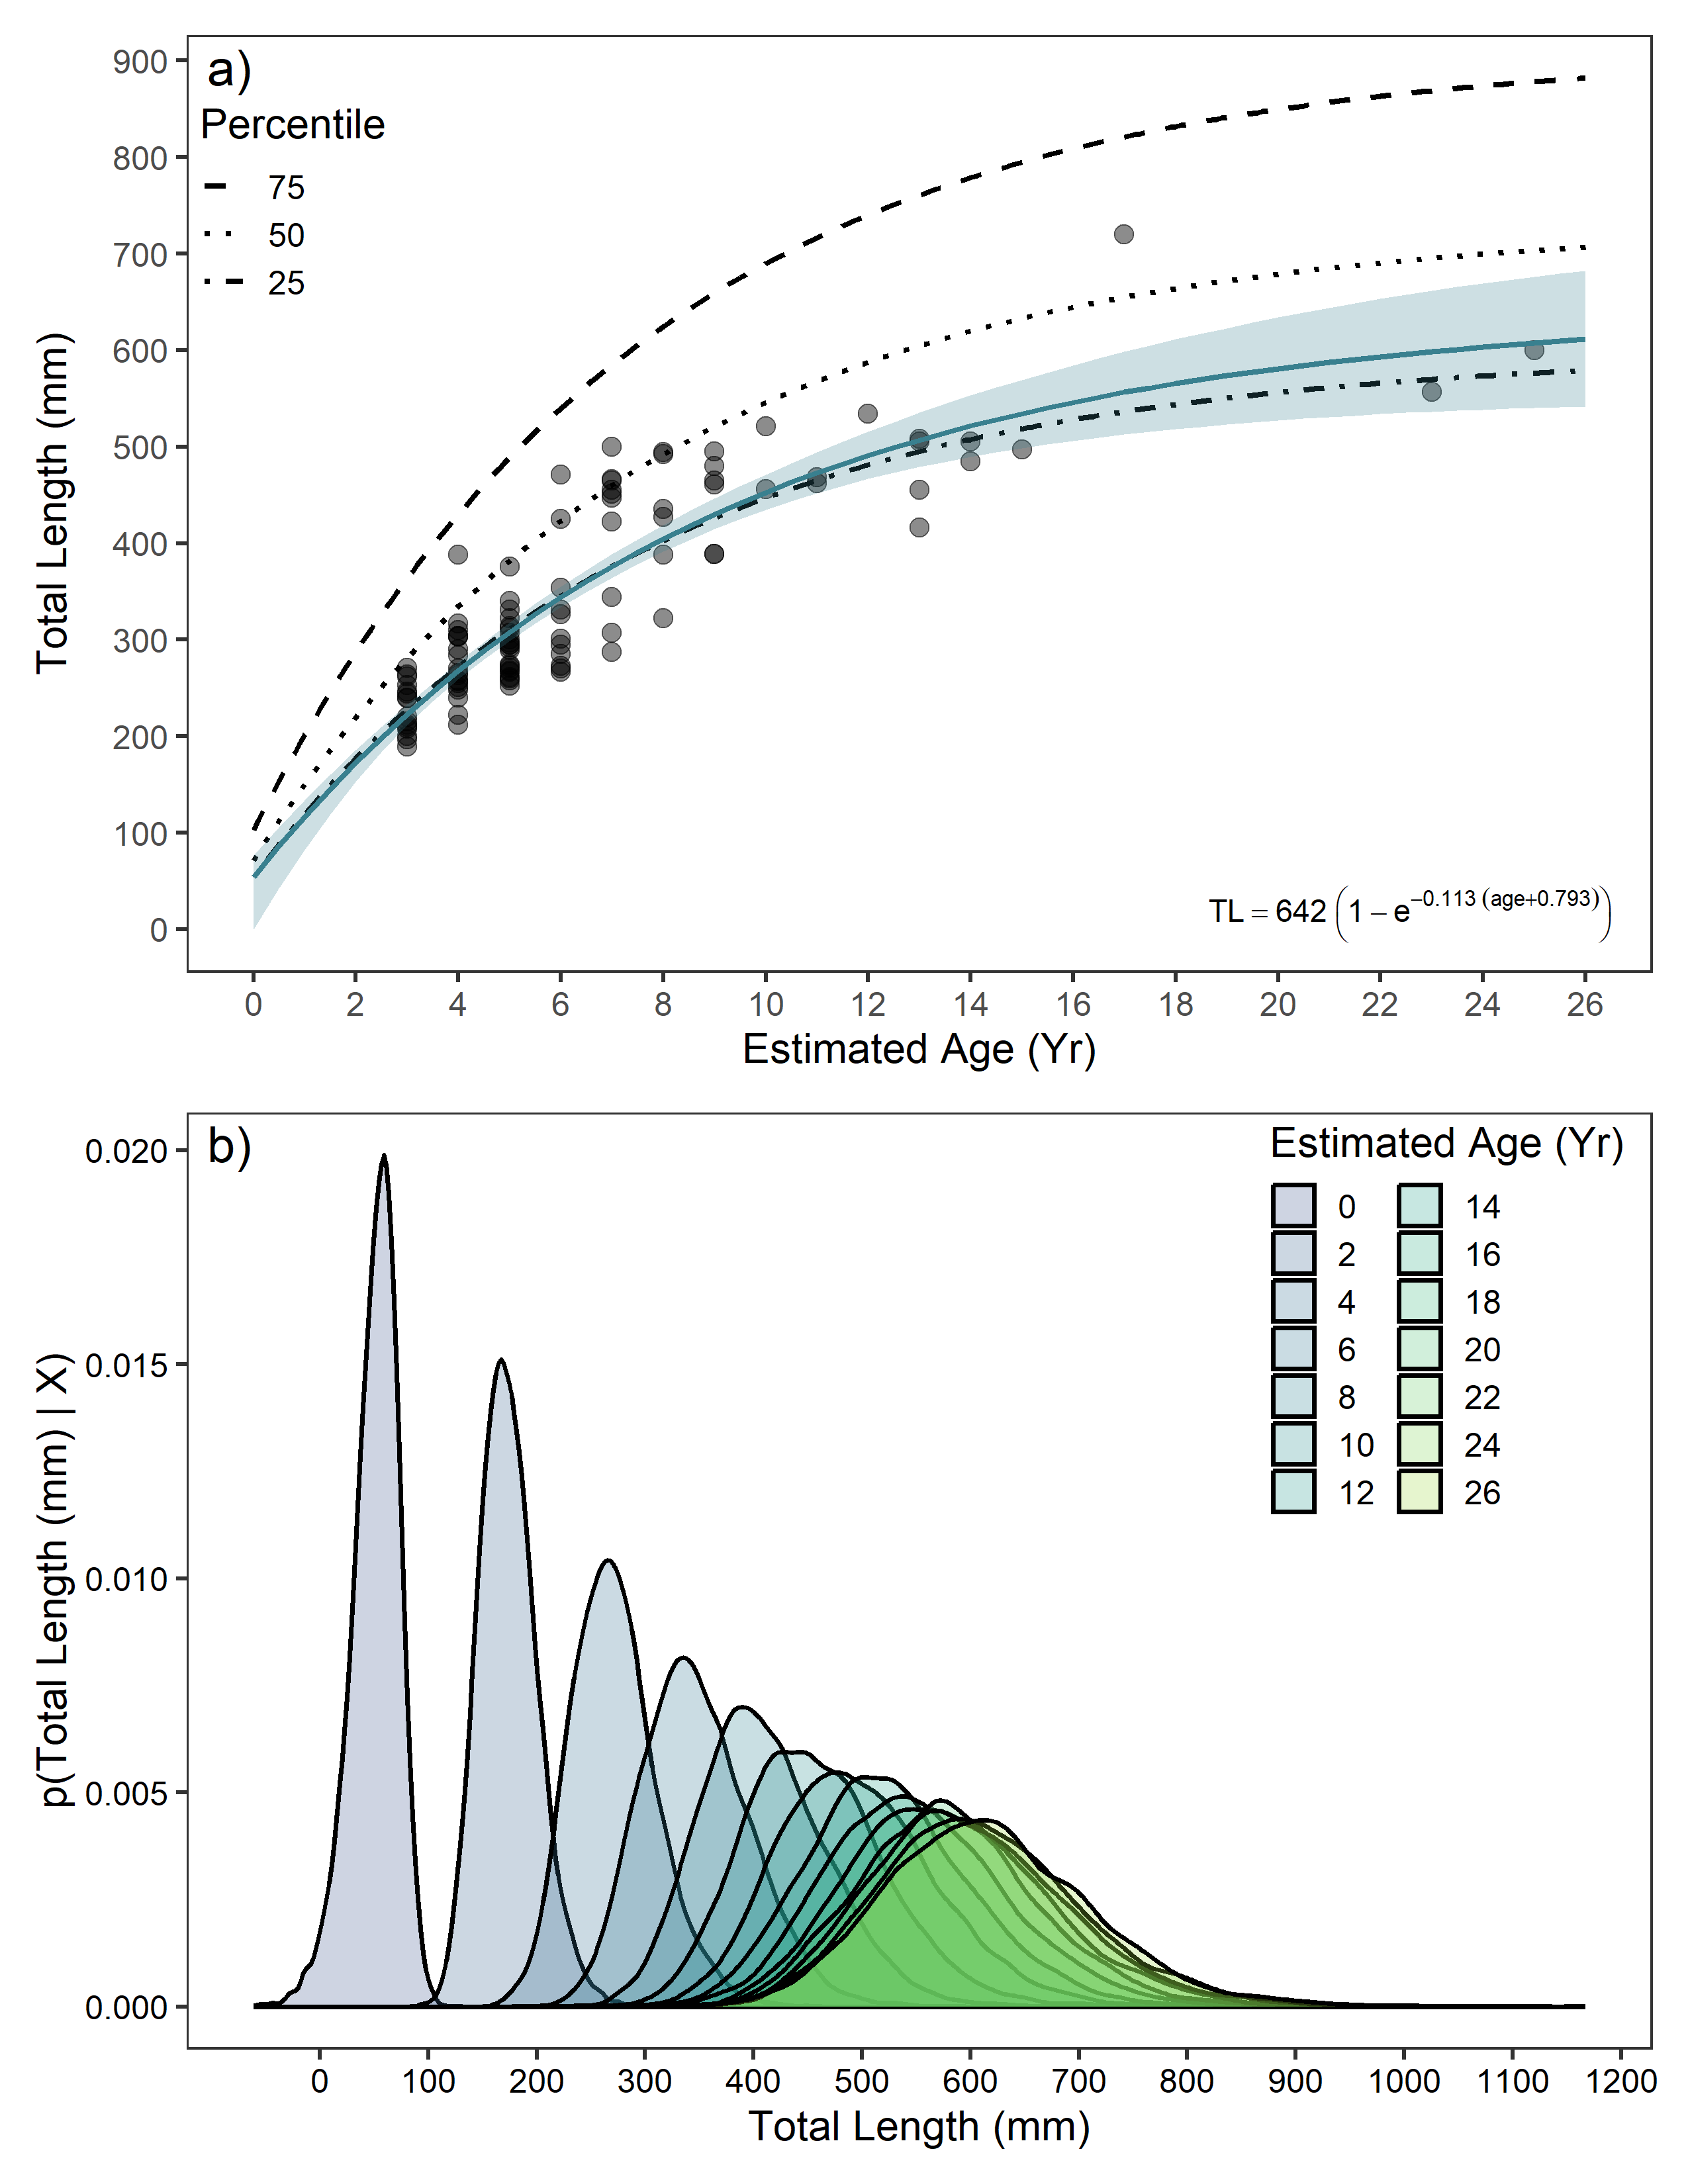 a)
Percentile
75
50
25
900
800
700
600
500
400
300
200
100
0
Total Length (mm)
TL = 642 (1 − e^−0.113 (age+0.793))
0 2 4 6 8 10 12 14 16 18 20 22 24 26
Estimated Age (Yr)
b)
Estimated Age (Yr)
0 14
2 16
4 18
6 20
8 22
10 24
12 26
0.020
0.015
0.010
0.005
0.000
p(Total Length (mm) | X)
0 100 200 300 400 500 600 700 800 900 1000 1100 1200
Total Length (mm)